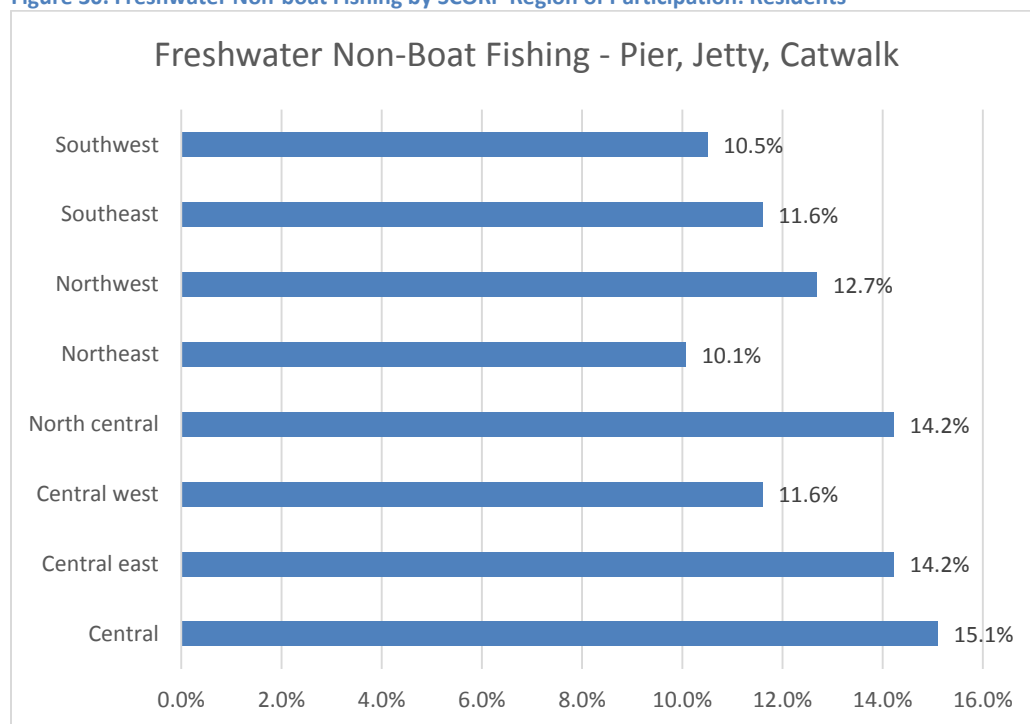 Freshwater Non-Boat Fishing - Pier, Jetty, Catwalk
Southwest 10.5%
Southeast 11.6%
Northwest 12.7%
Northeast 10.1%
North central 14.2%
Central west 11.6%
Central east 14.2%
Central 15.1%
0.0% 2.0% 4.0% 6.0% 8.0% 10.0% 12.0% 14.0% 16.0%